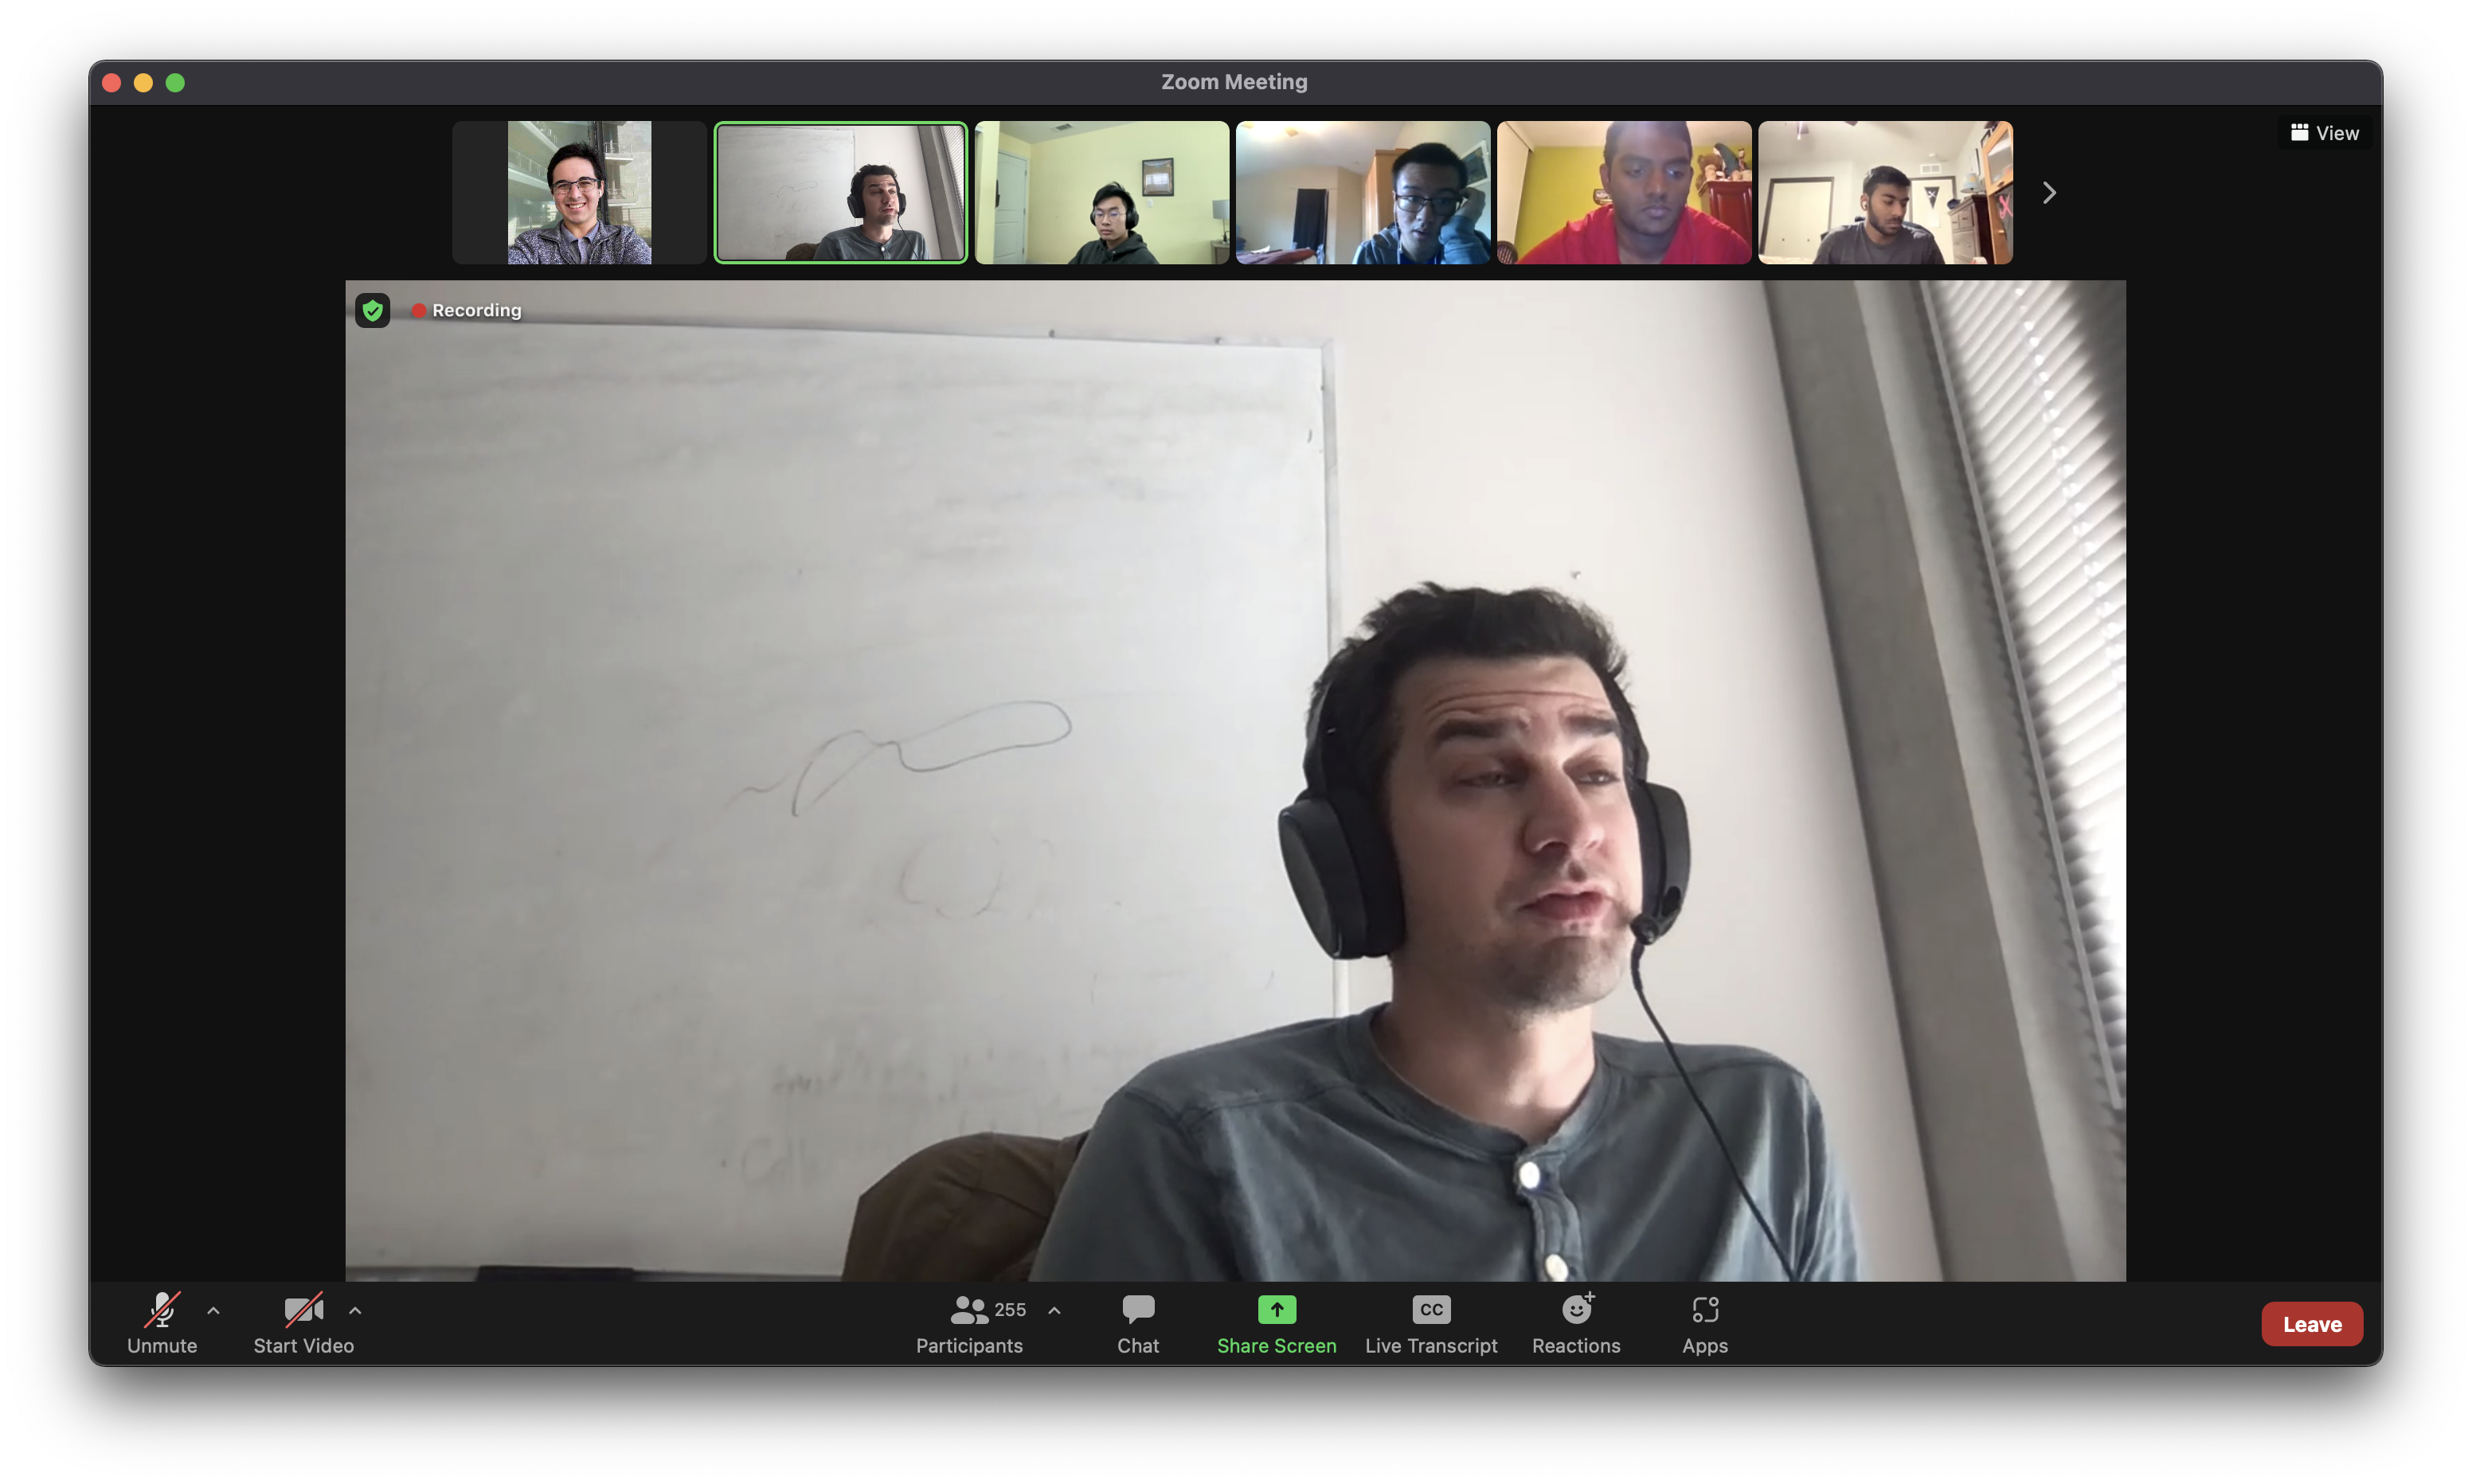 Zoom Meeting
View
Recording
Unmute
Start Video
255
Participants
Chat
Share Screen
CC
Live Transcript
Reactions
Apps
Leave